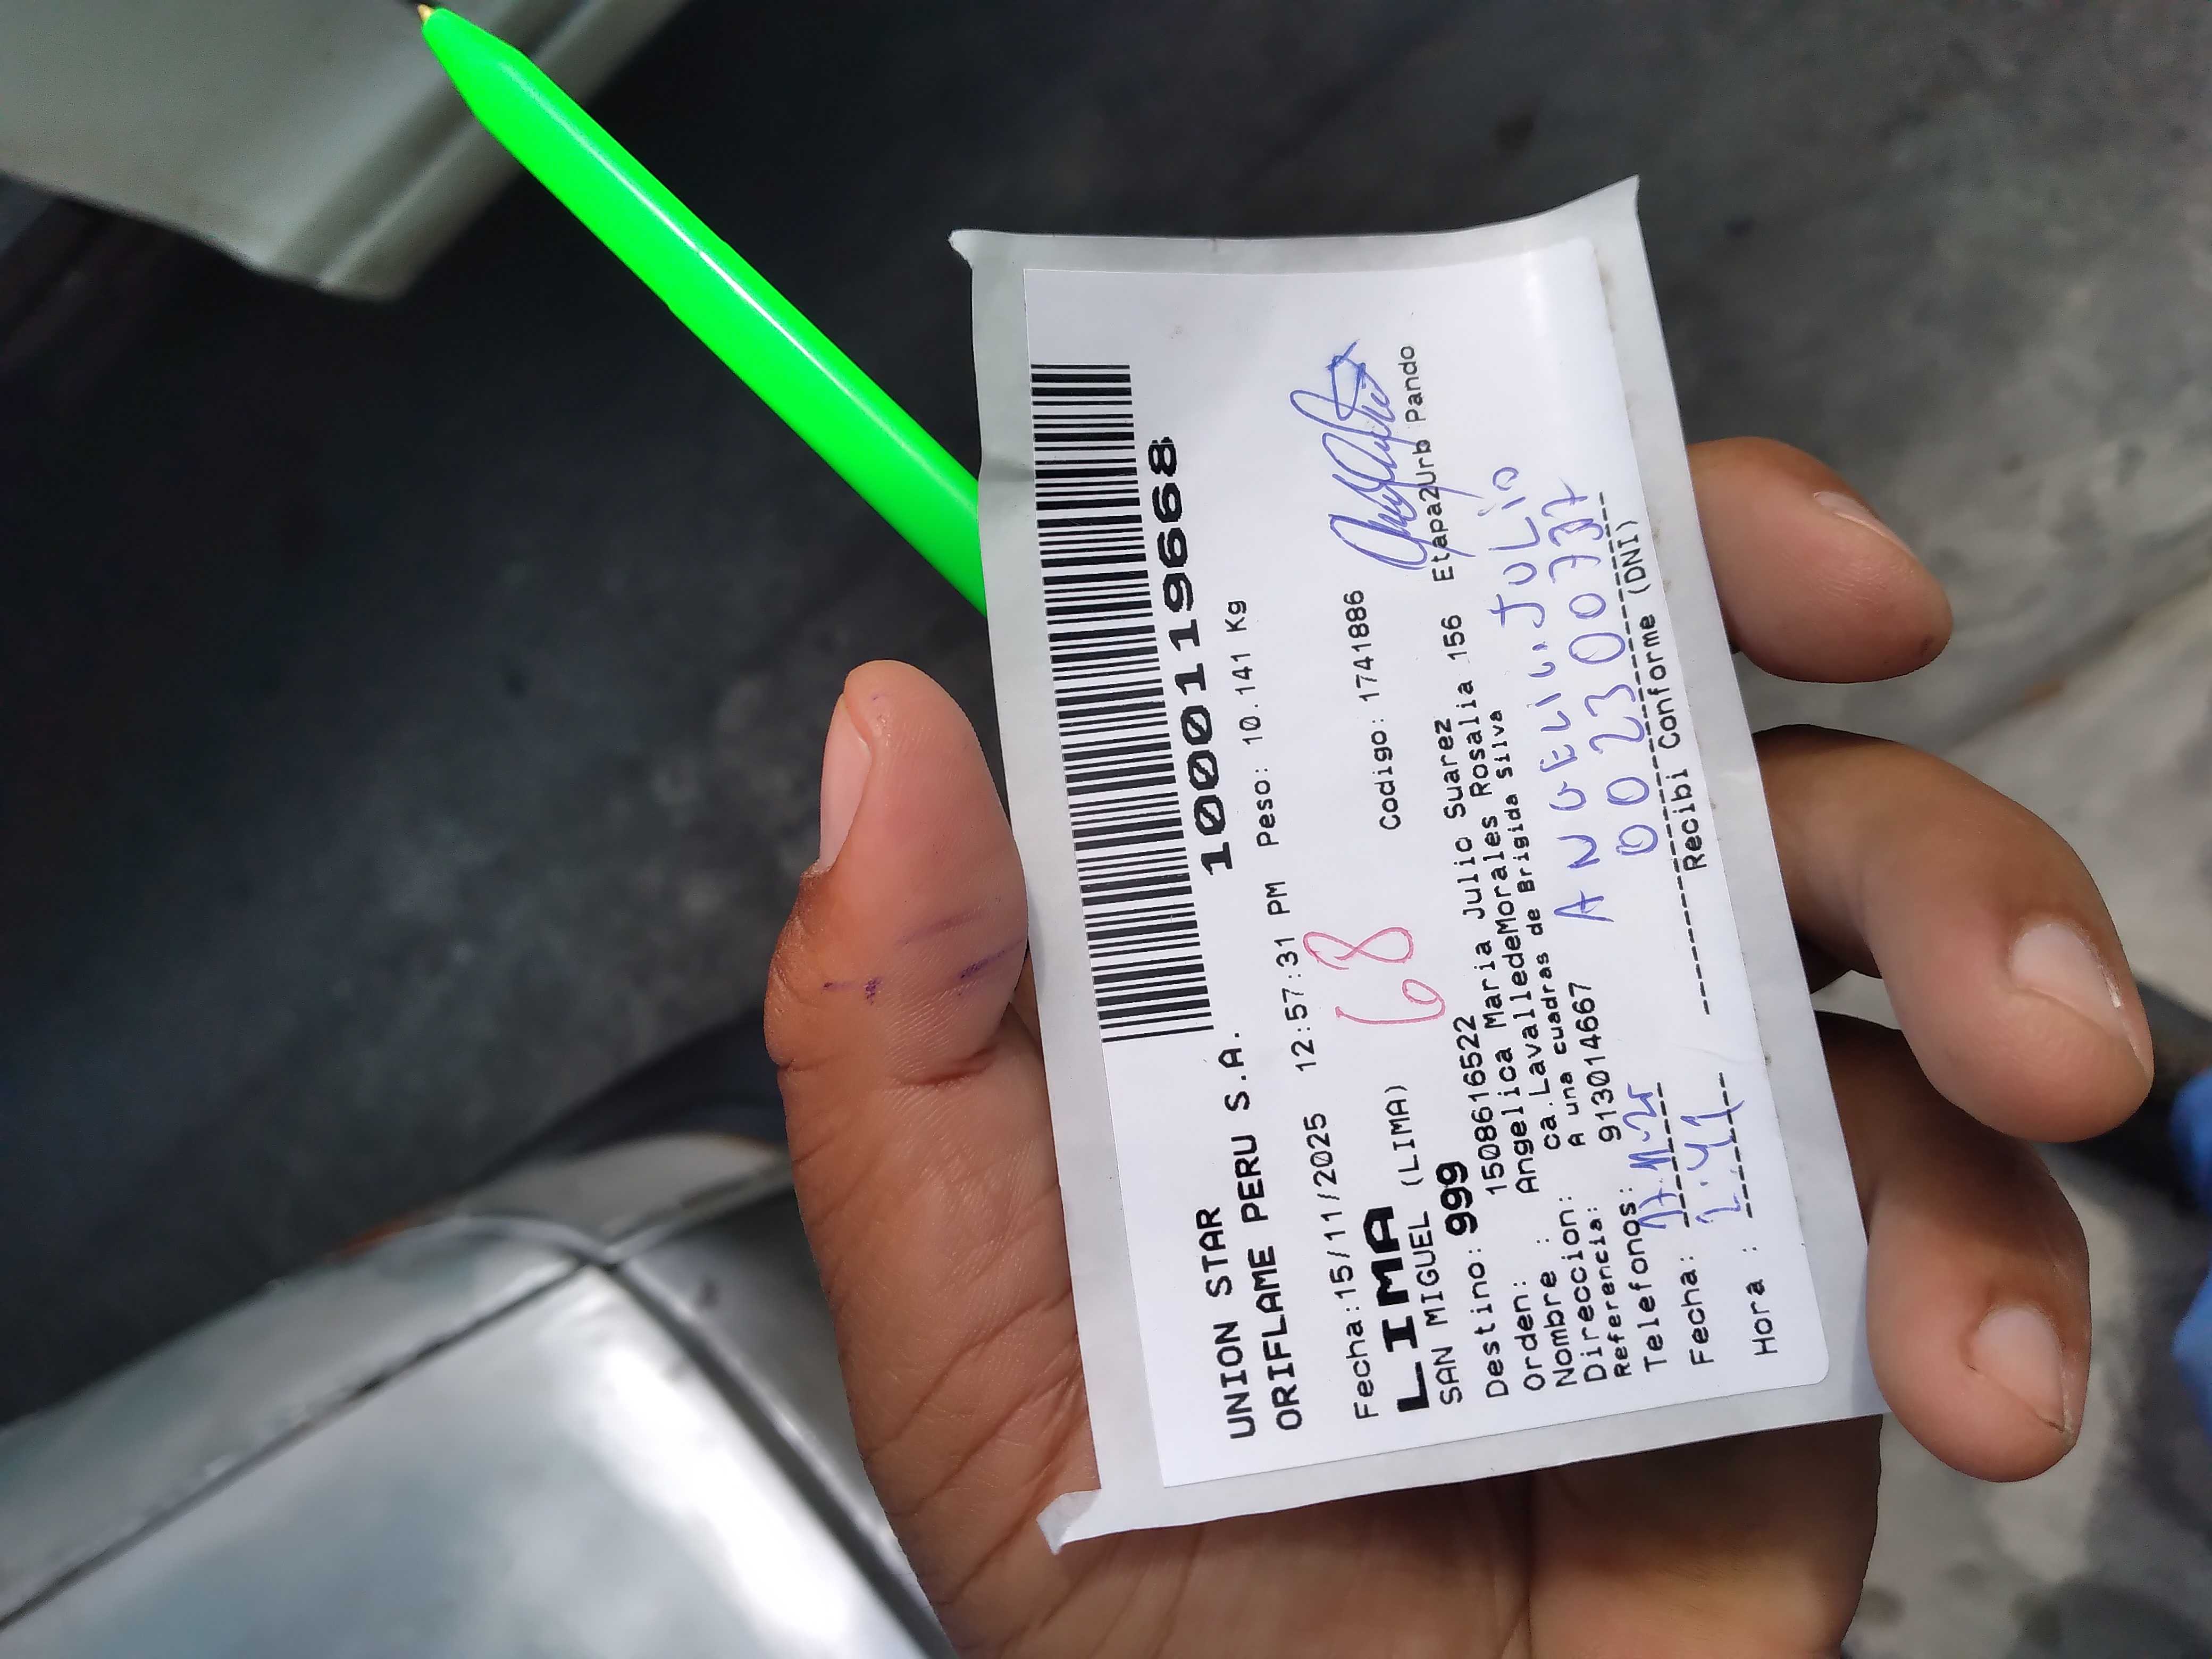 UNION STAR
ORIFLAME PERU S.A.
1000119668
Fecha:15/11/2025 12:57:31 PM Peso: 10.141 Kg
LIMA
SAN MIGUEL (LIMA)
68
Codigo: 1741886
Destino: 999
Orden: 1508616522
Nombre : Angelica Maria Julio Suarez
Direccion: ca.LavalledeMorales Rosalia 156 Etapa2Urb Pando
Referencia: A una cuadras de Brigida silva
Telefonos: 913014667
ANGELIC. JULIO
Fecha: 17-11-25
002300737
Hora : 2:41
Recibi Conforme (DNI)